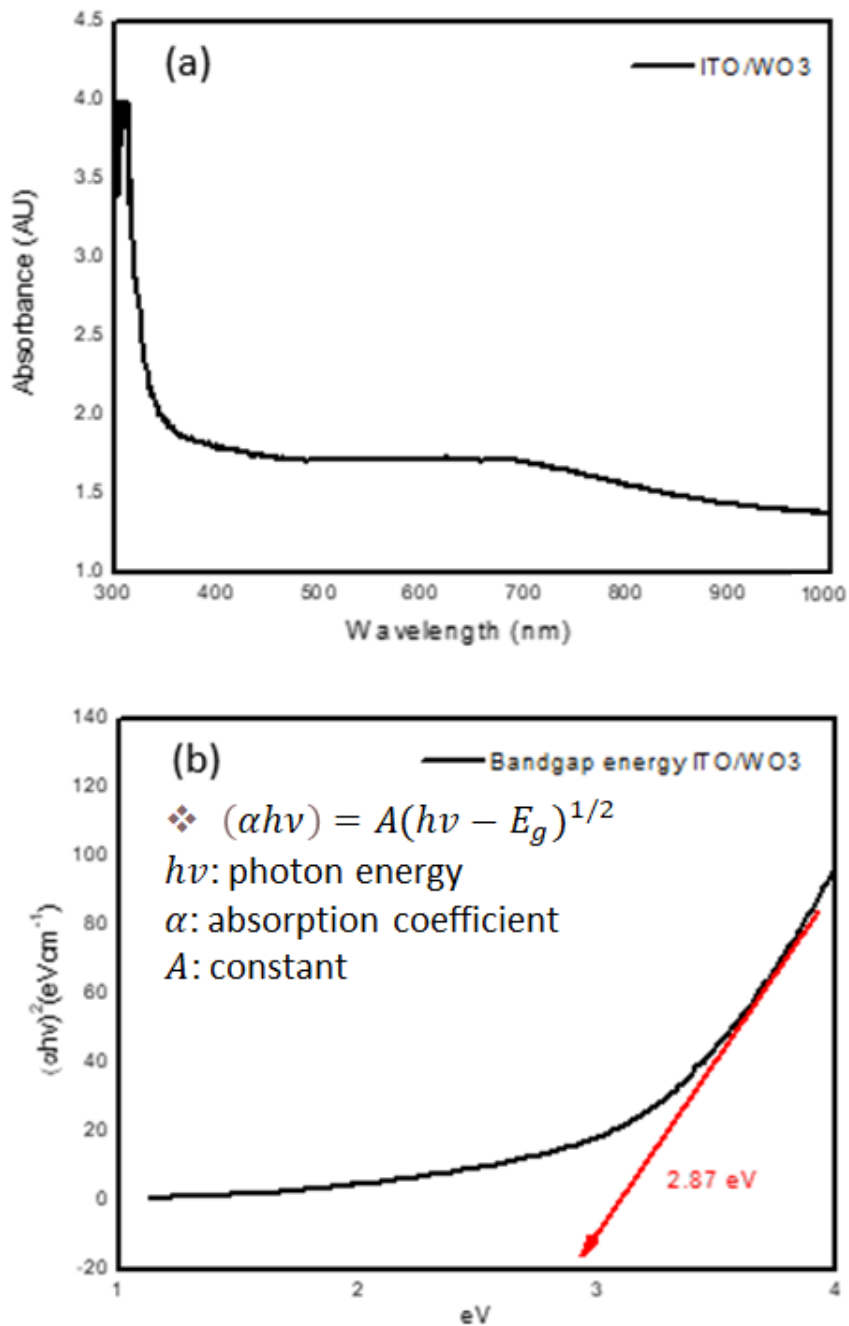 (a)
ITO/WO3
4.5
4.0
3.5
3.0
2.5
2.0
1.5
1.0
Absorbance (AU)
300 400 500 600 700 800 900 1000
Wavelength (nm)
(b)
Bandgap energy ITO/WO3
❖ (αhν) = A(hν − E_g)^{1/2}
hν: photon energy
α: absorption coefficient
A: constant
140
120
100
80
60
40
20
0
-20
(αhν)²(eVcm⁻¹)
2.87 eV
1 2 3 4
eV